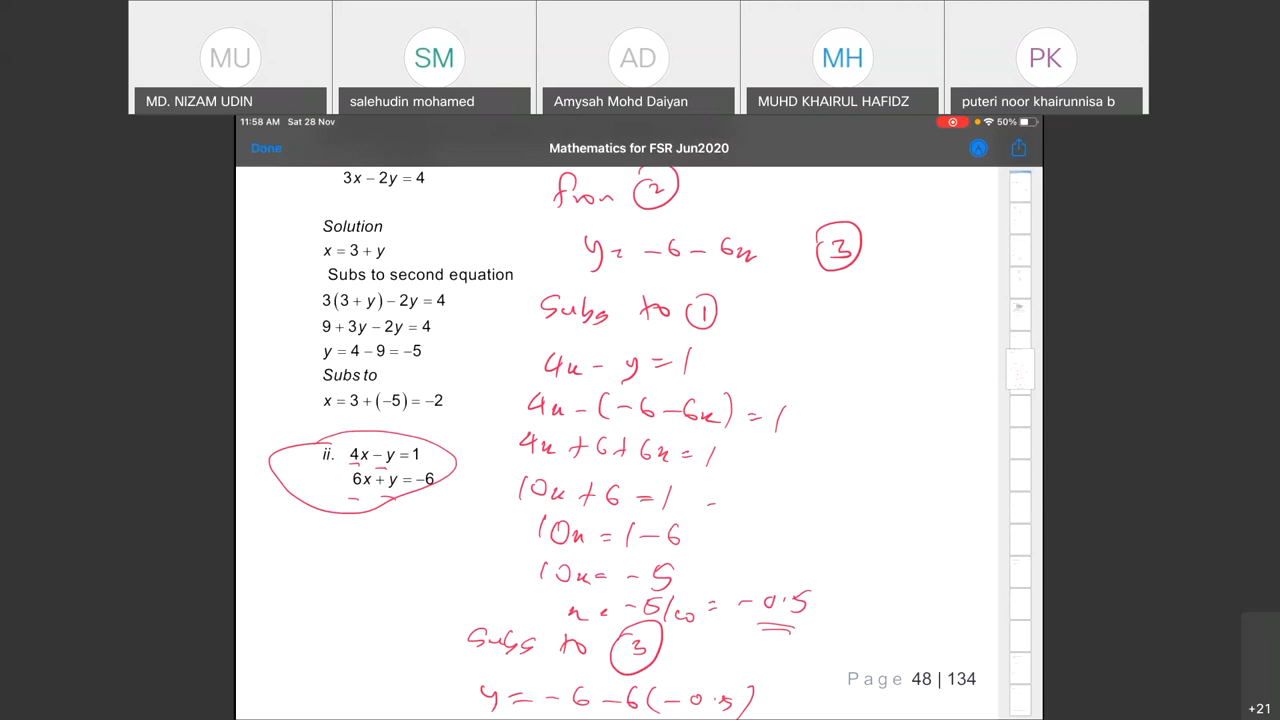 MU SM AD MH PK
MD. NIZAM UDIN salehudin mohamed Amysah Mohd Daiyan MUHD KHAIRUL HAFIDZ puteri noor khairunnisa b
11:58 AM Sat 28 Nov 50%
Done Mathematics for FSR Jun2020
3x − 2y = 4
Solution
x = 3 + y
Subs to second equation
3(3 + y) − 2y = 4
9 + 3y − 2y = 4
y = 4 − 9 = −5
Subs to
x = 3 + (−5) = −2
ii. 4x − y = 1
6x + y = −6
from 2
y = −6 − 6x 3
Subs to 1
4x − y = 1
4x − (−6 − 6x) = 1
4x + 6 + 6x = 1
10x + 6 = 1
10x = 1 − 6
10x = −5
x = −5/10 = −0.5
Subs to 3
y = −6 − 6(−0.5)
Page 48 | 134
+21